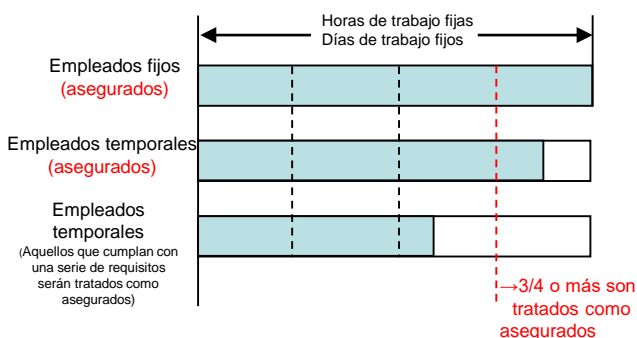 Horas de trabajo fijas
Días de trabajo fijos
Empleados fijos
(asegurados)
Empleados temporales
(asegurados)
Empleados
temporales
(Aquellos que cumplan con
una serie de requisitos
serán tratados como
asegurados)
→3/4 o más son
tratados como
asegurados